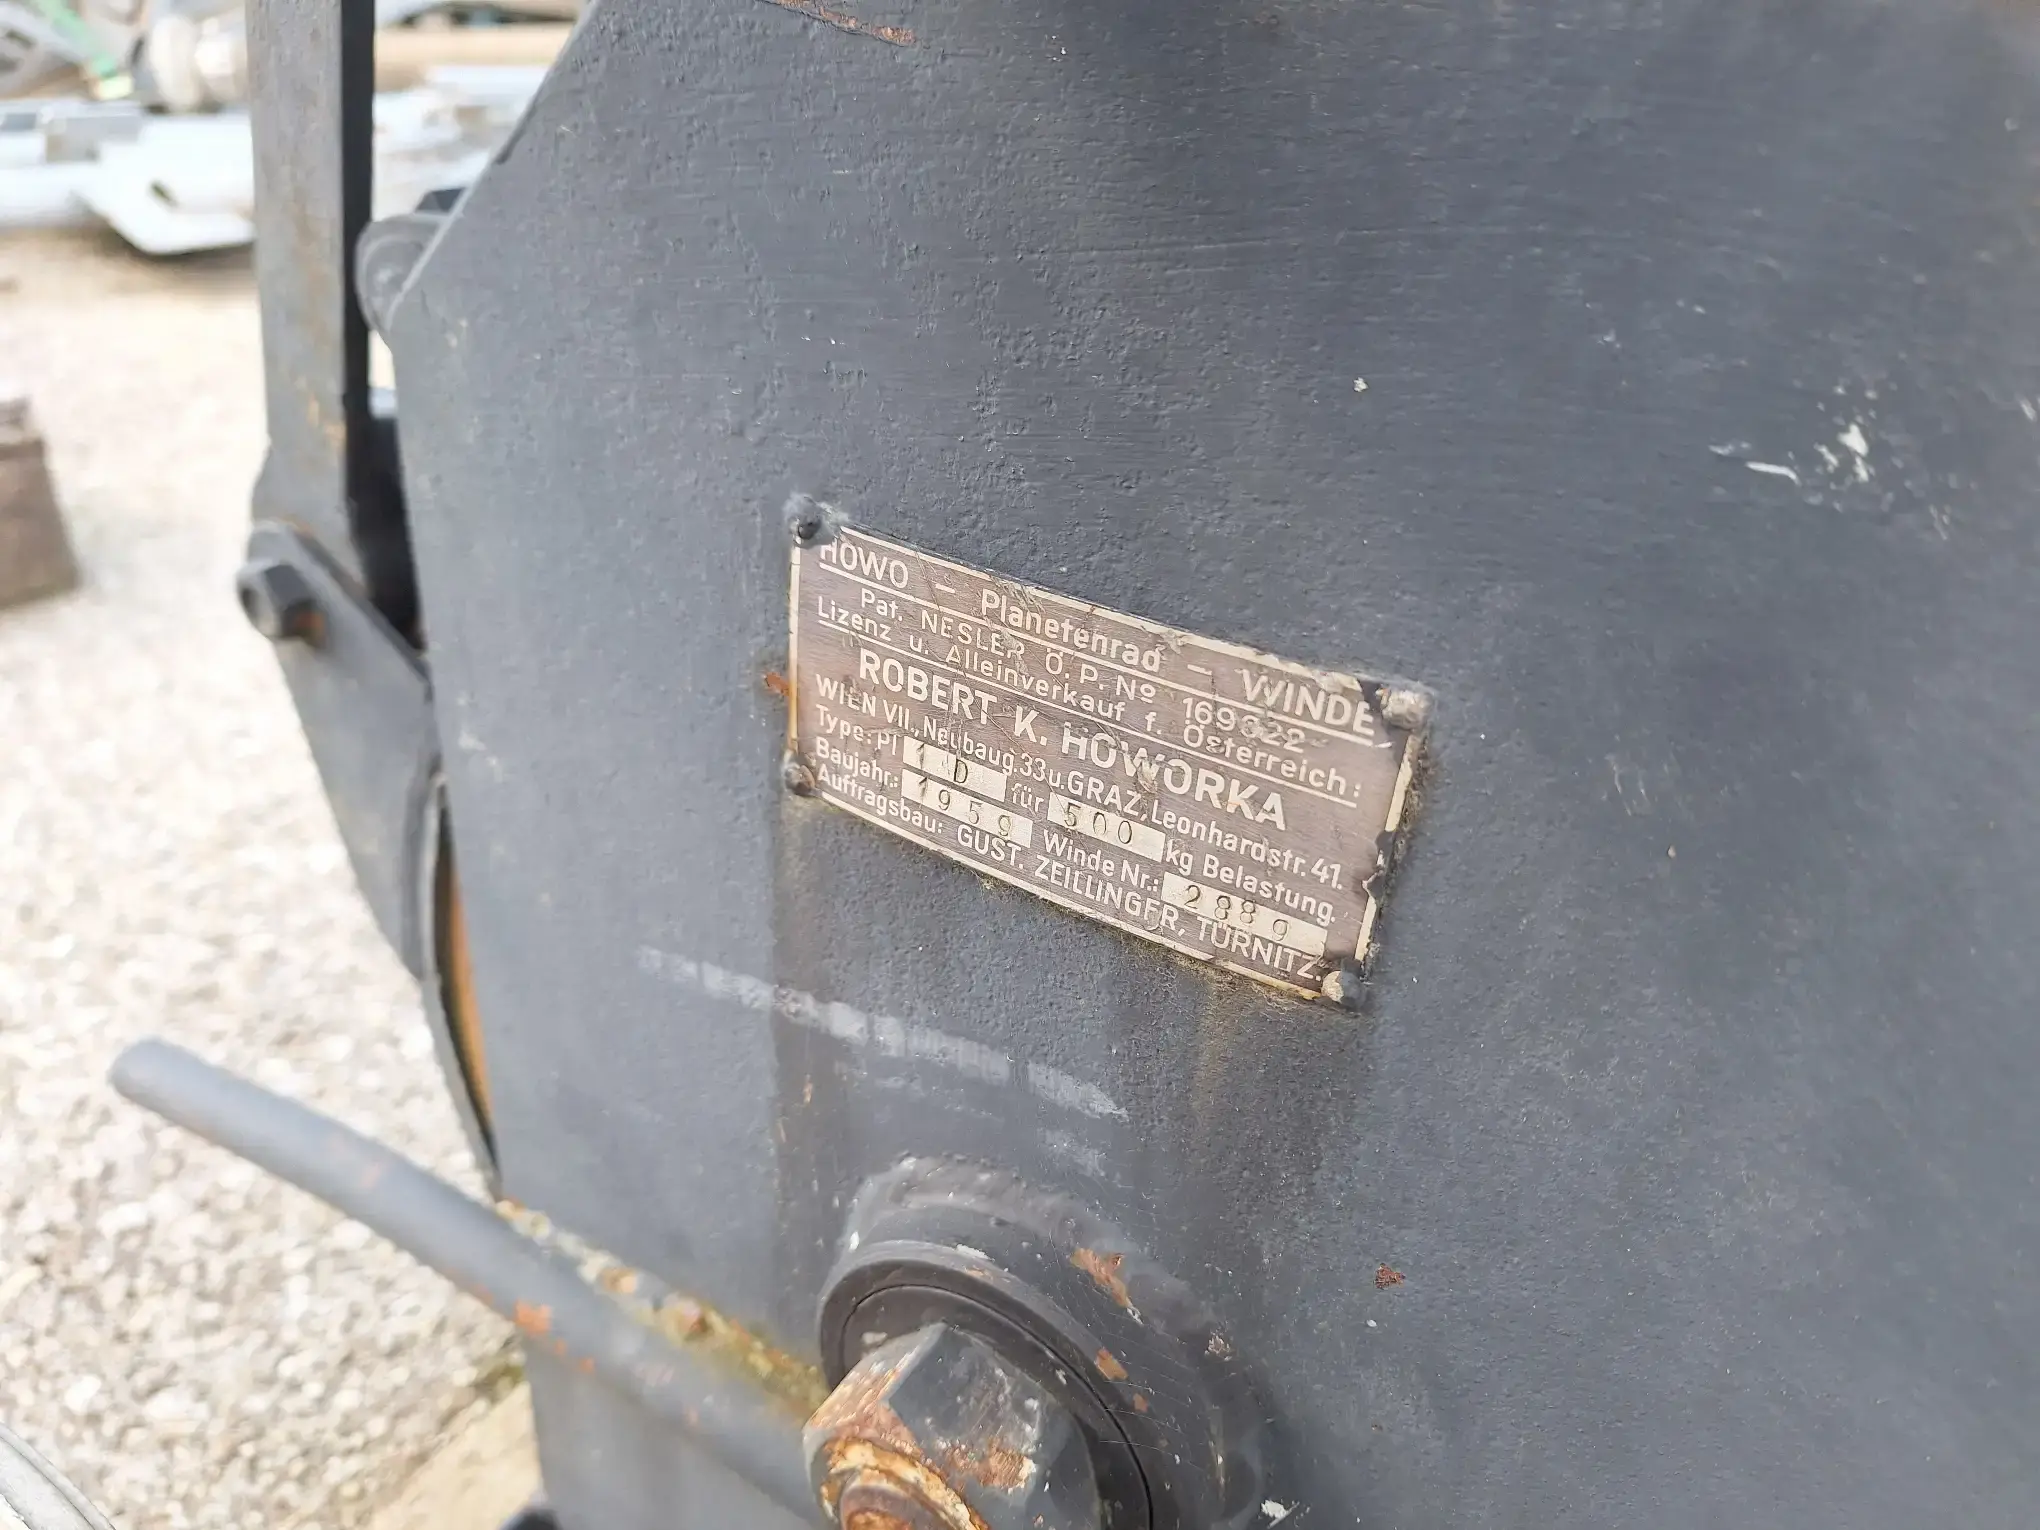 HOWO - Planetenrad - WINDE
Pat. NESLER Ö.P. Nº 169322
Lizenz u. Alleinverkauf f. Österreich:
ROBERT K. HOWORKA
WIEN VII., Neubaug. 33 u. GRAZ, Leonhardstr. 41.
Type: Pl 1 D für 500 kg Belastung.
Baujahr: 1959 Winde Nr.: 2889
Auftragsbau: GUST. ZEILLINGER, TÜRNITZ.